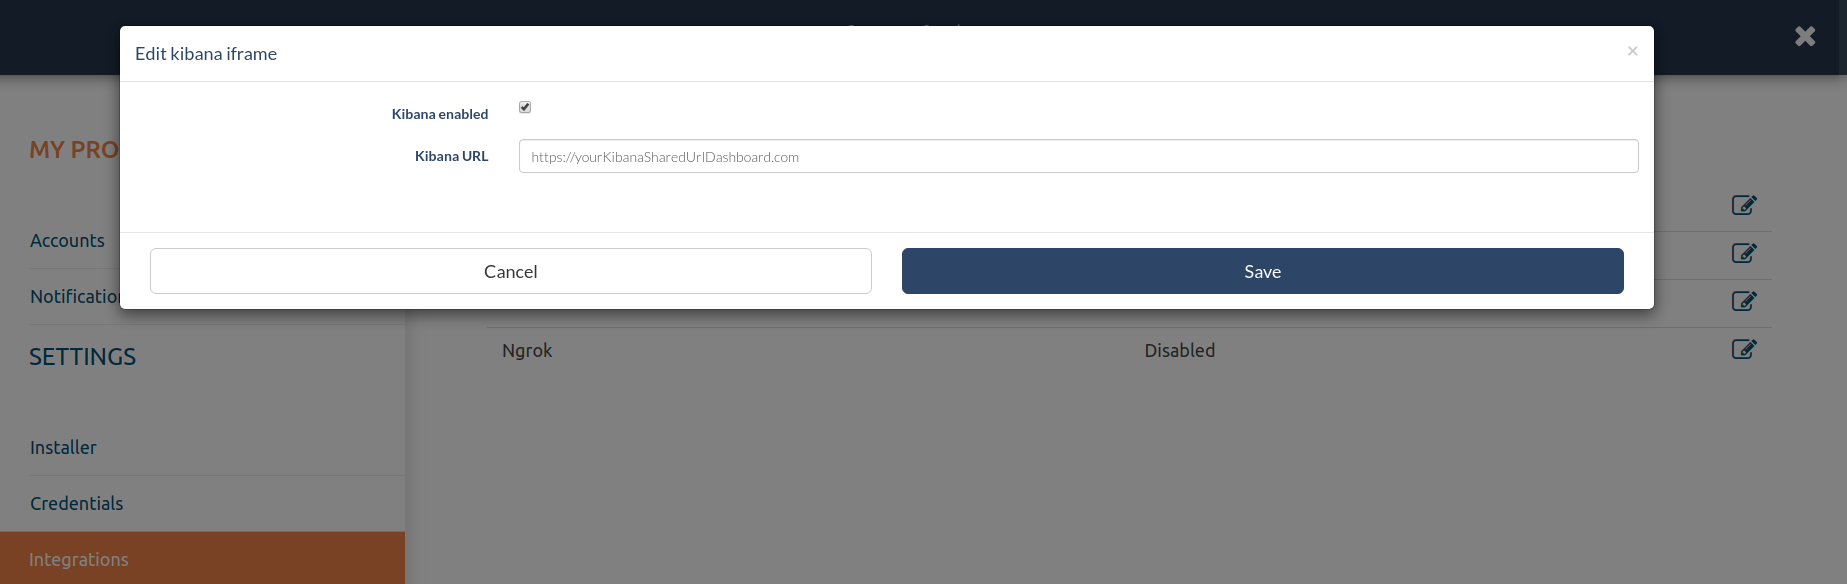 Edit kibana iframe
×
Kibana enabled
Kibana URL
https://yourKibanaSharedUrlDashboard.com
Cancel
Save
MY PRO
Accounts
Notificatio
SETTINGS
Installer
Credentials
Integrations
Ngrok
Disabled